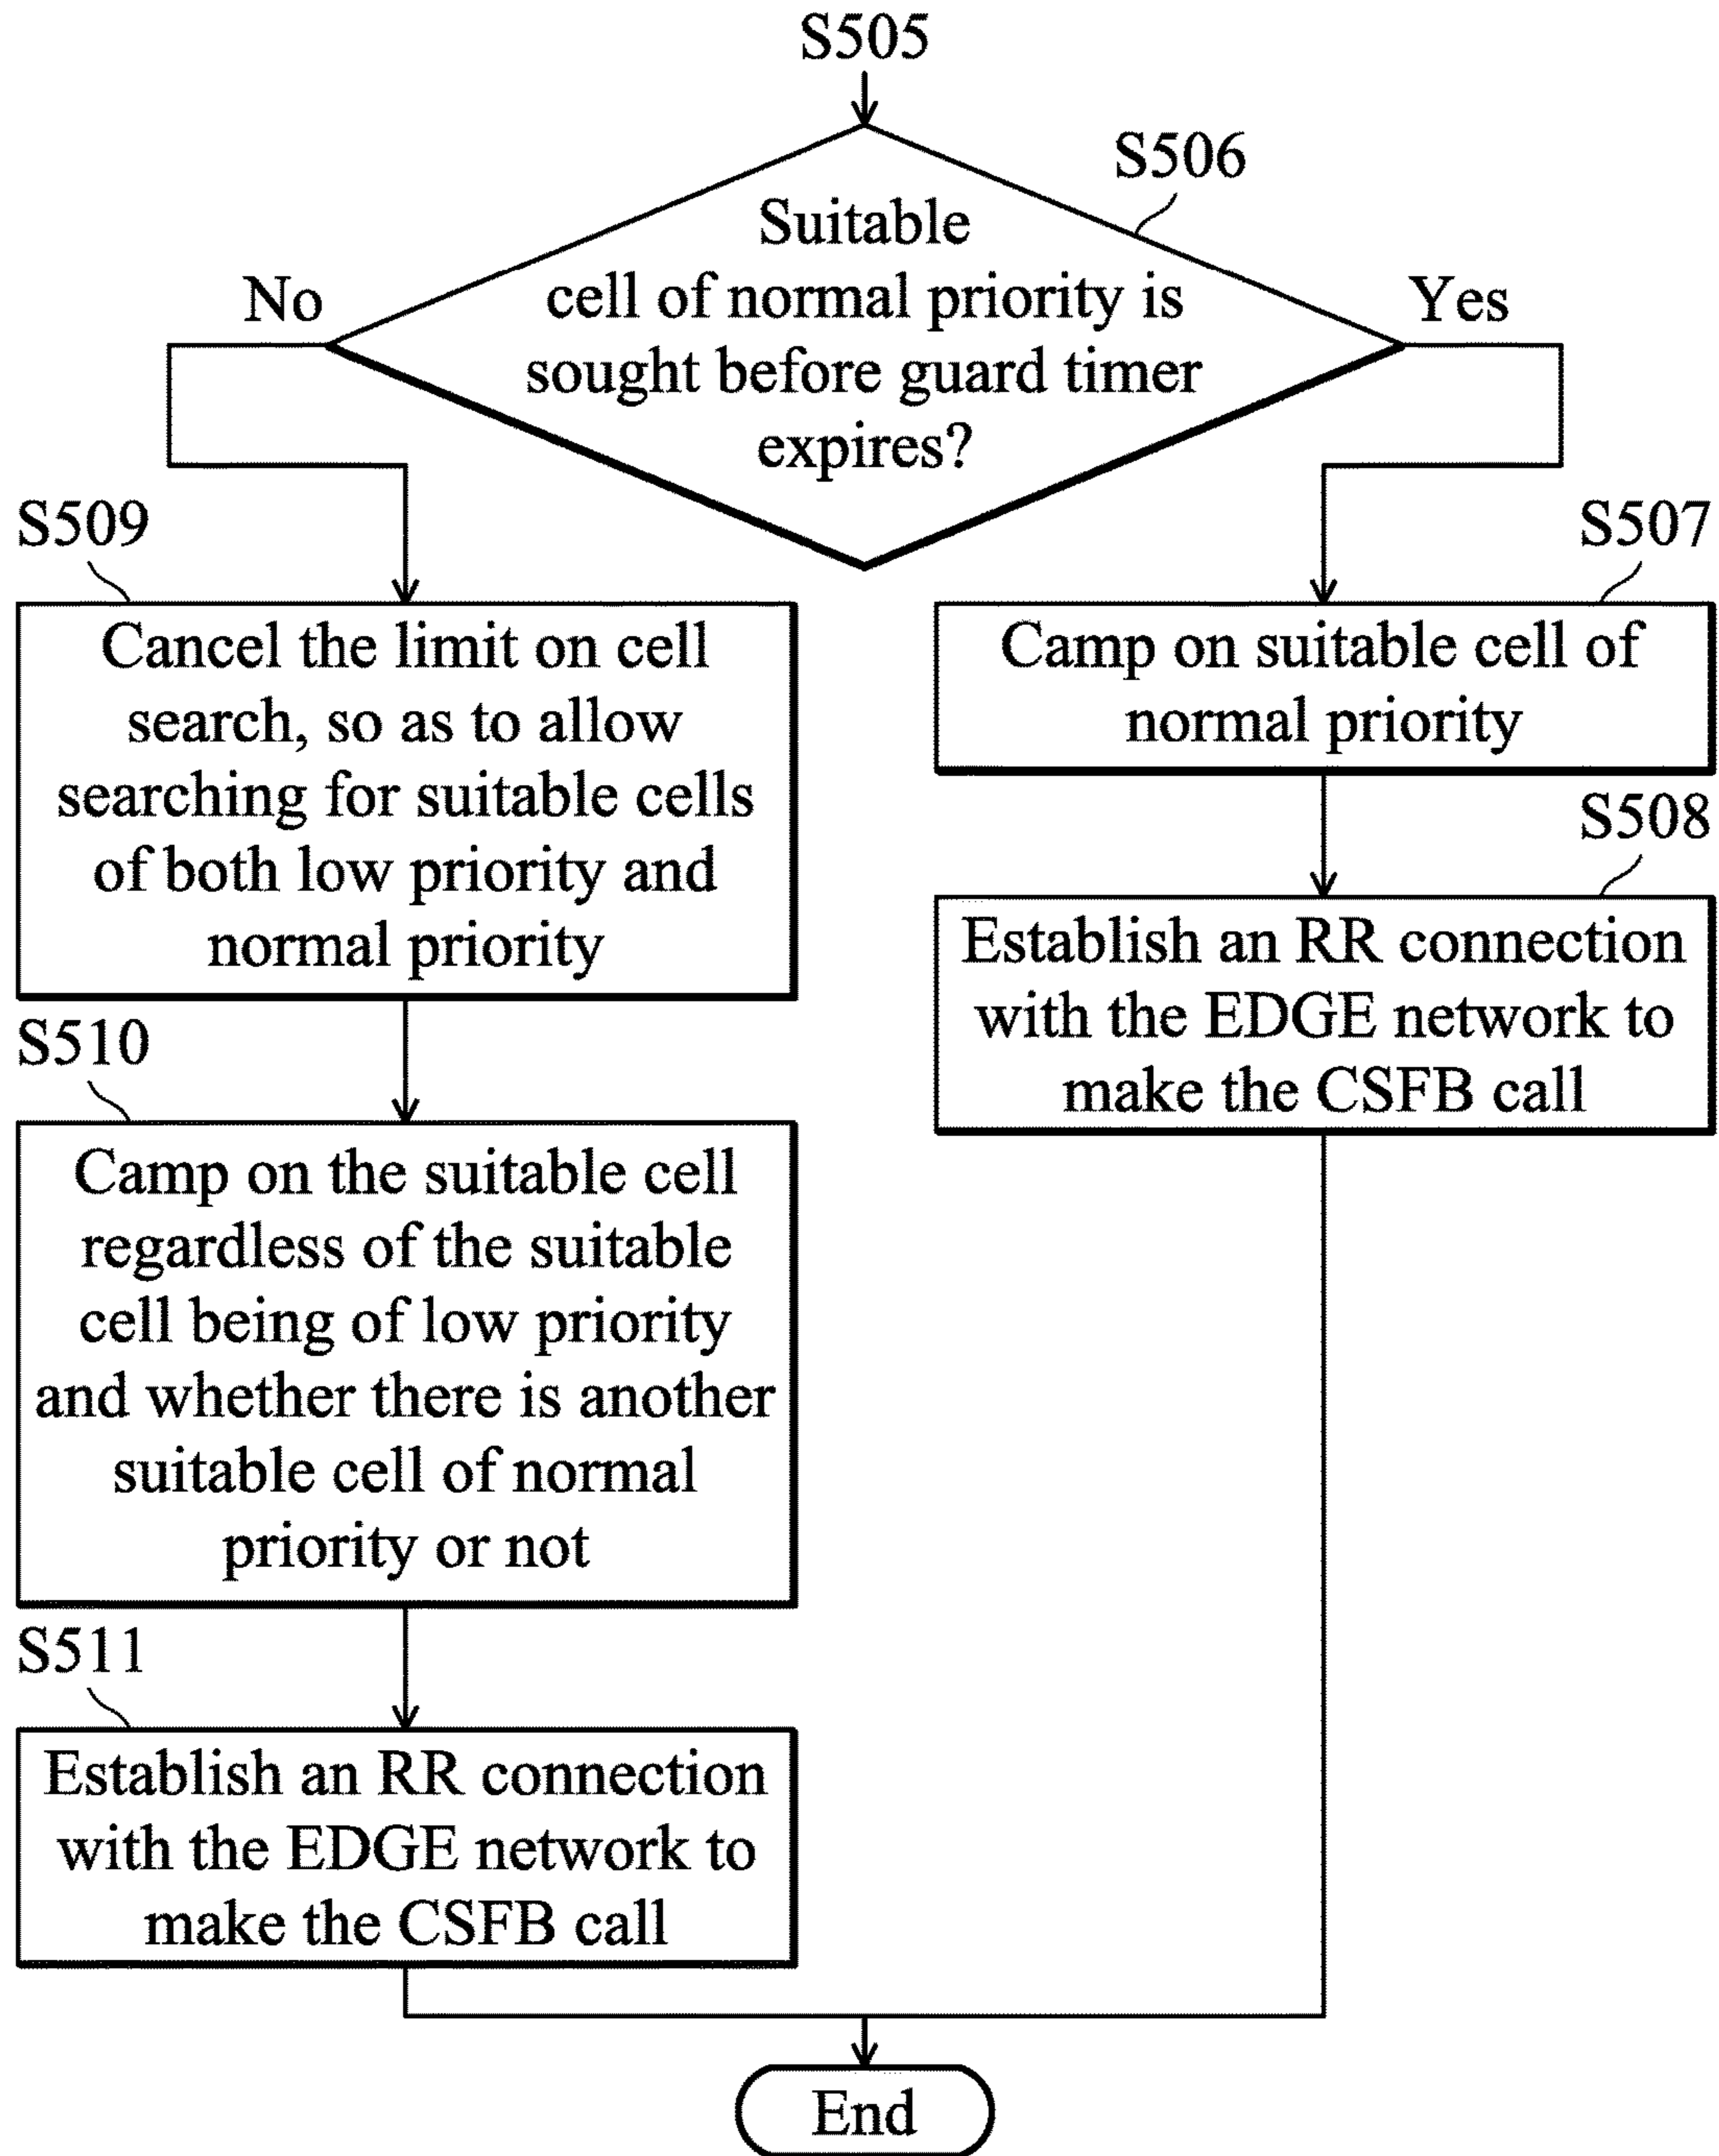 S505
S506
Suitable
cell of normal priority is
sought before guard timer
expires?
No
Yes
S509
Cancel the limit on cell
search, so as to allow
searching for suitable cells
of both low priority and
normal priority
S507
Camp on suitable cell of
normal priority
S508
Establish an RR connection
with the EDGE network to
make the CSFB call
S510
Camp on the suitable cell
regardless of the suitable
cell being of low priority
and whether there is another
suitable cell of normal
priority or not
S511
Establish an RR connection
with the EDGE network to
make the CSFB call
End